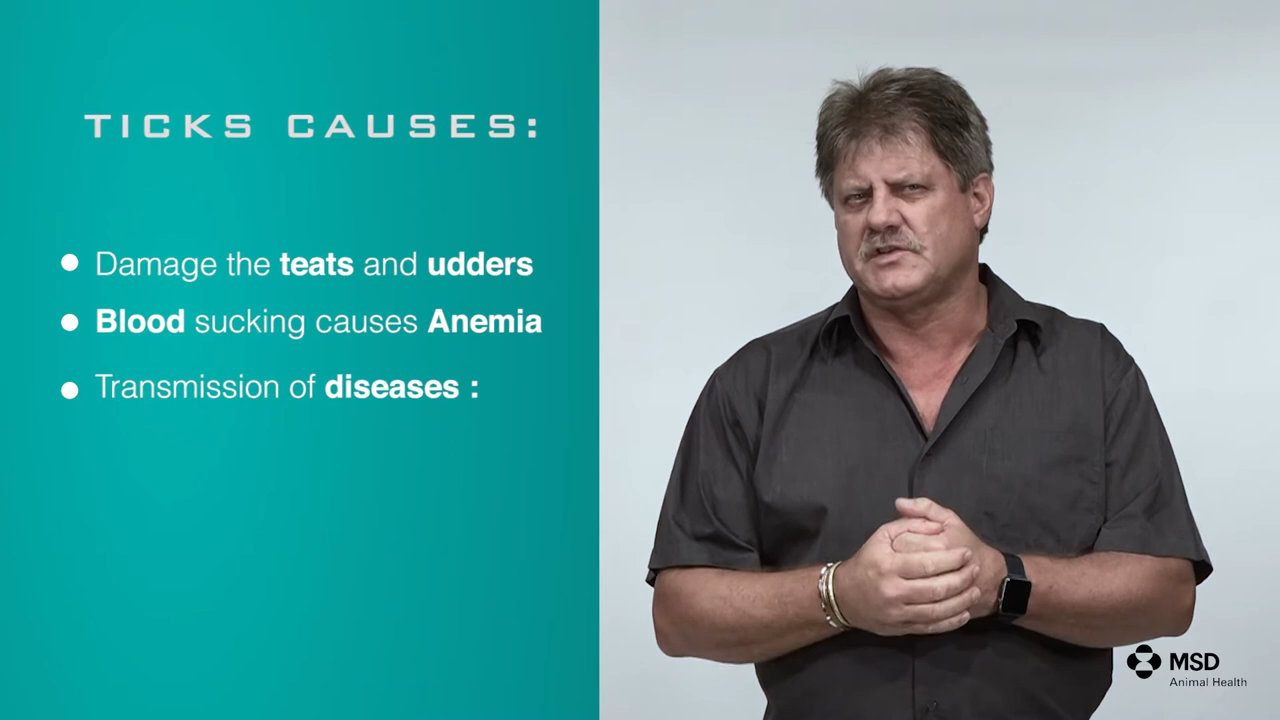 TICKS CAUSES:
Damage the teats and udders
Blood sucking causes Anemia
Transmission of diseases :
MSD
Animal Health